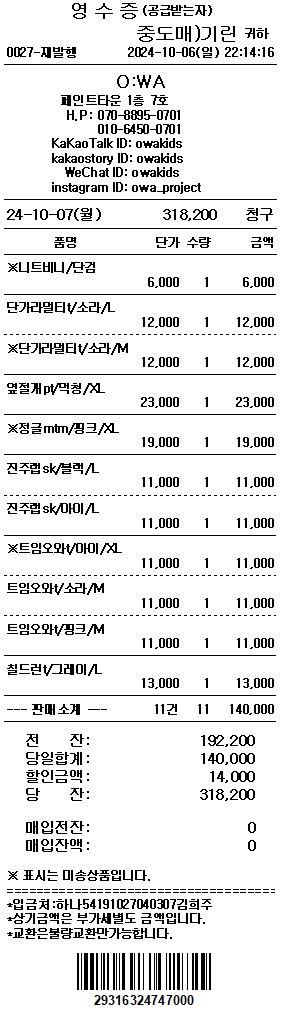 영 수 증 (공급받는자)
중도매)기린 귀하
0027-재발행 2024-10-06(일) 22:14:16
O:WA
페인트타운 1층 7호
H.P: 070-8895-0701
010-6450-0701
KaKaoTalk ID: owakids
kakaostory ID: owakids
WeChat ID: owakids
instagram ID: owa_project
24-10-07(월) 318,200 청구
품명 단가 수량 금액
※니트비니/단검
6,000 1 6,000
단가라멀티t/소라/L
12,000 1 12,000
※단가라멀티t/소라/M
12,000 1 12,000
옆절개pt/먹청/XL
23,000 1 23,000
※정글mtm/핑크/XL
19,000 1 19,000
진주랩sk/블랙/L
11,000 1 11,000
진주랩sk/아이/L
11,000 1 11,000
※트임오와t/아이/XL
11,000 1 11,000
트임오와t/소라/M
11,000 1 11,000
트임오와t/핑크/M
11,000 1 11,000
칠드런t/그레이/L
13,000 1 13,000
--- 판매소계 --- 11건 11 140,000
전 잔: 192,200
당일합계: 140,000
할인금액: 14,000
당 잔: 318,200
매입전잔: 0
매입잔액: 0
※ 표시는 미송상품입니다.
*입금처:하나54191027040307김희주
*상기금액은 부가세별도 금액입니다.
*교환은불량교환만가능합니다.
29316324747000